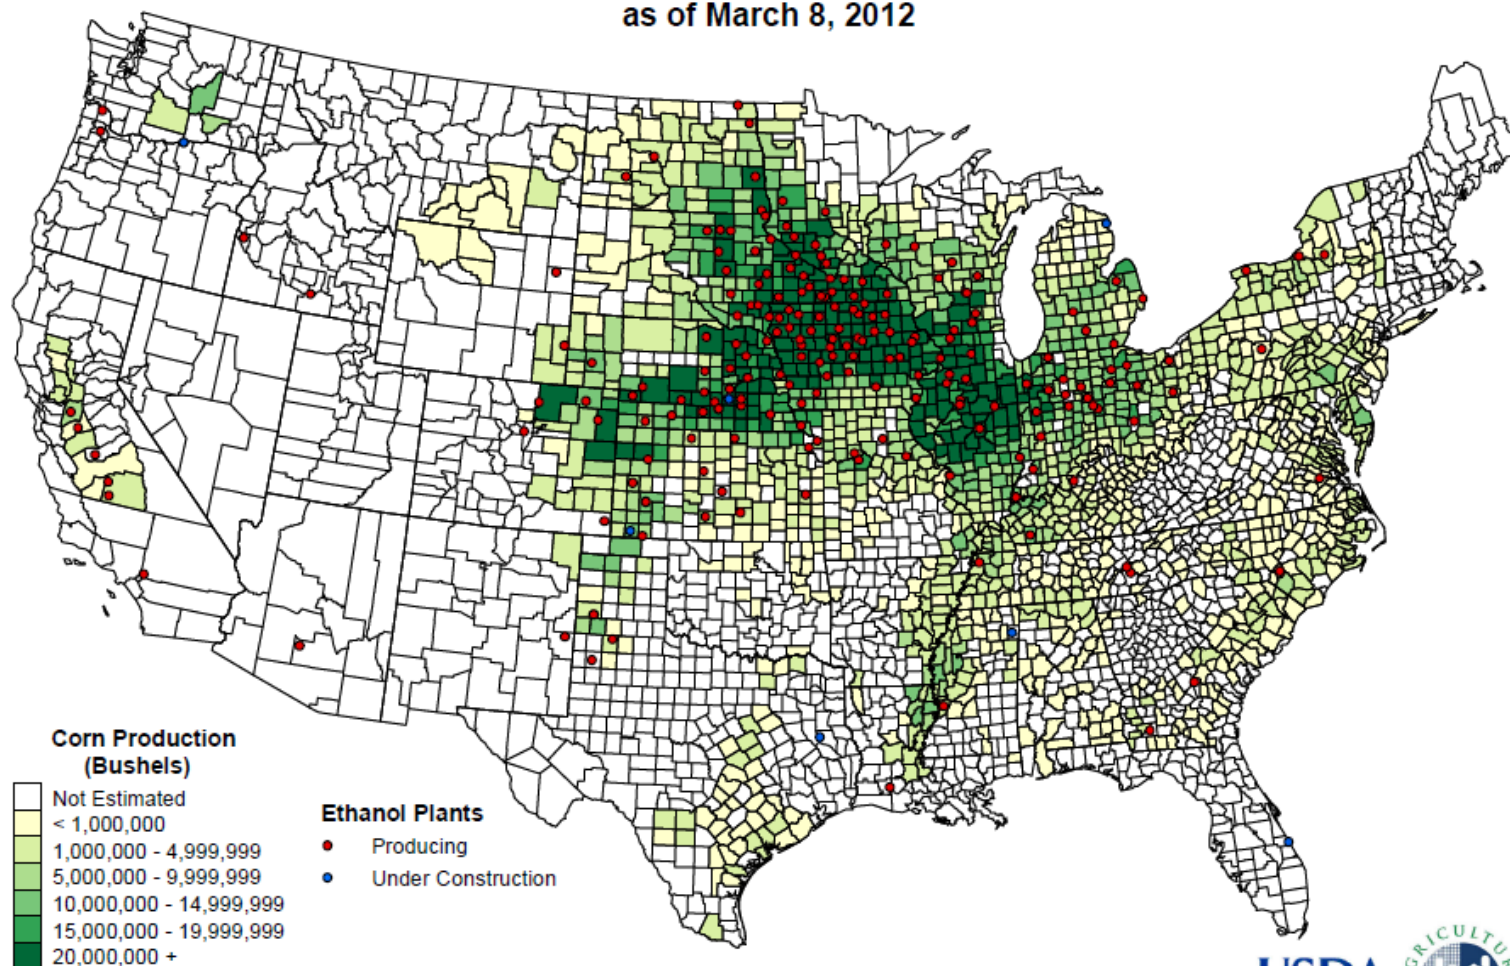 as of March 8, 2012
Corn Production
(Bushels)
Not Estimated
< 1,000,000
1,000,000 - 4,999,999
5,000,000 - 9,999,999
10,000,000 - 14,999,999
15,000,000 - 19,999,999
20,000,000 +
Ethanol Plants
Producing
Under Construction
USDA